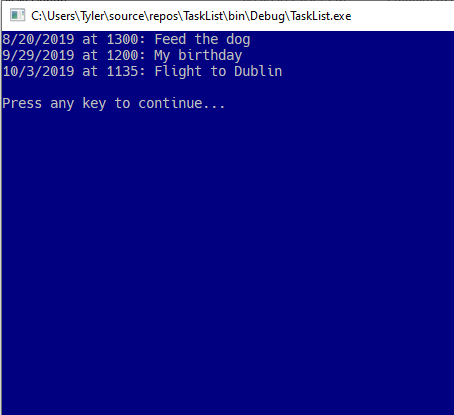 C:\Users\Tyler\source\repos\TaskList\bin\Debug\TaskList.exe
8/20/2019 at 1300: Feed the dog
9/29/2019 at 1200: My birthday
10/3/2019 at 1135: Flight to Dublin
Press any key to continue...